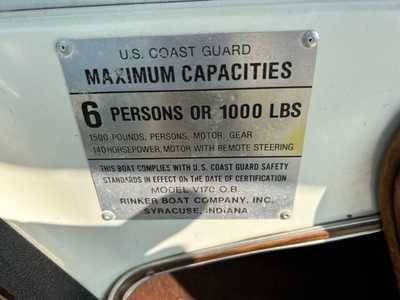 U.S. COAST GUARD
MAXIMUM CAPACITIES
6 PERSONS OR 1000 LBS
1500 POUNDS, PERSONS, MOTOR, GEAR
140 HORSEPOWER, MOTOR WITH REMOTE STEERING
THIS BOAT COMPLIES WITH U.S. COAST GUARD SAFETY
STANDARDS IN EFFECT ON THE DATE OF CERTIFICATION
MODEL V170 O.B.
RINKER BOAT COMPANY, INC.
SYRACUSE, INDIANA